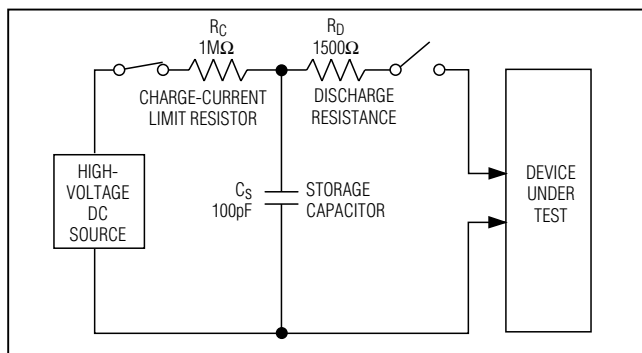 RC
1MΩ
CHARGE-CURRENT
LIMIT RESISTOR
RD
1500Ω
DISCHARGE
RESISTANCE
HIGH-
VOLTAGE
DC
SOURCE
CS
100pF
STORAGE
CAPACITOR
DEVICE
UNDER
TEST